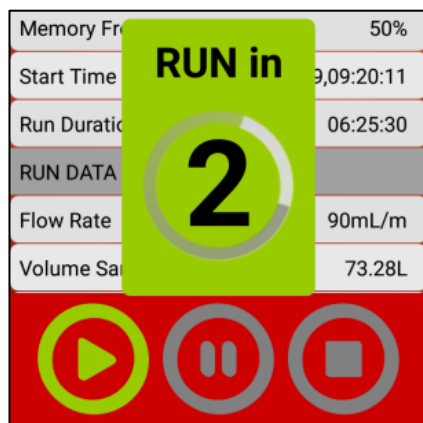 Memory Fr
50%
RUN in
Start Time
9,09:20:11
Run Duratio
06:25:30
2
RUN DATA
Flow Rate
90mL/m
Volume Sa
73.28L